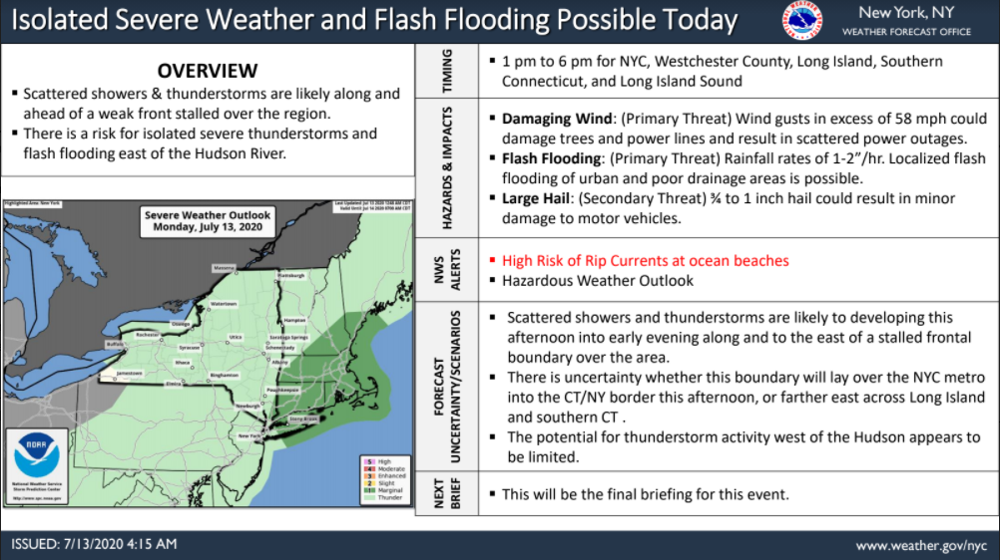 Isolated Severe Weather and Flash Flooding Possible Today
New York, NY
WEATHER FORECAST OFFICE
OVERVIEW
▪ Scattered showers & thunderstorms are likely along and
ahead of a weak front stalled over the region.
▪ There is a risk for isolated severe thunderstorms and
flash flooding east of the Hudson River.
Highlighted Area: New York
Severe Weather Outlook
Monday, July 13, 2020
Massena
Plattsburgh
Watertown
Hampton
Oswego
Rochester
Buffalo
Syracuse
Utica
Saratoga Springs
Schenectady
Albany
Ithaca
Jamestown
Elmira
Binghamton
Poughkeepsie
Newburgh
Stony Brook
New York
NOAA
National Weather Service
Storm Prediction Center
5 High
4 Moderate
3 Enhanced
2 Slight
1 Marginal
Thunder
TIMING
▪ 1 pm to 6 pm for NYC, Westchester County, Long Island, Southern
Connecticut, and Long Island Sound
HAZARDS & IMPACTS
▪ Damaging Wind: (Primary Threat) Wind gusts in excess of 58 mph could
damage trees and power lines and result in scattered power outages.
▪ Flash Flooding: (Primary Threat) Rainfall rates of 1-2”/hr. Localized flash
flooding of urban and poor drainage areas is possible.
▪ Large Hail: (Secondary Threat) ¾ to 1 inch hail could result in minor
damage to motor vehicles.
NWS
ALERTS
▪ High Risk of Rip Currents at ocean beaches
▪ Hazardous Weather Outlook
FORECAST
UNCERTAINTY/SCENARIOS
▪ Scattered showers and thunderstorms are likely to developing this
afternoon into early evening along and to the east of a stalled frontal
boundary over the area.
▪ There is uncertainty whether this boundary will lay over the NYC metro
into the CT/NY border this afternoon, or farther east across Long Island
and southern CT .
▪ The potential for thunderstorm activity west of the Hudson appears to
be limited.
NEXT
BRIEF
▪ This will be the final briefing for this event.
ISSUED: 7/13/2020 4:15 AM
www.weather.gov/nyc